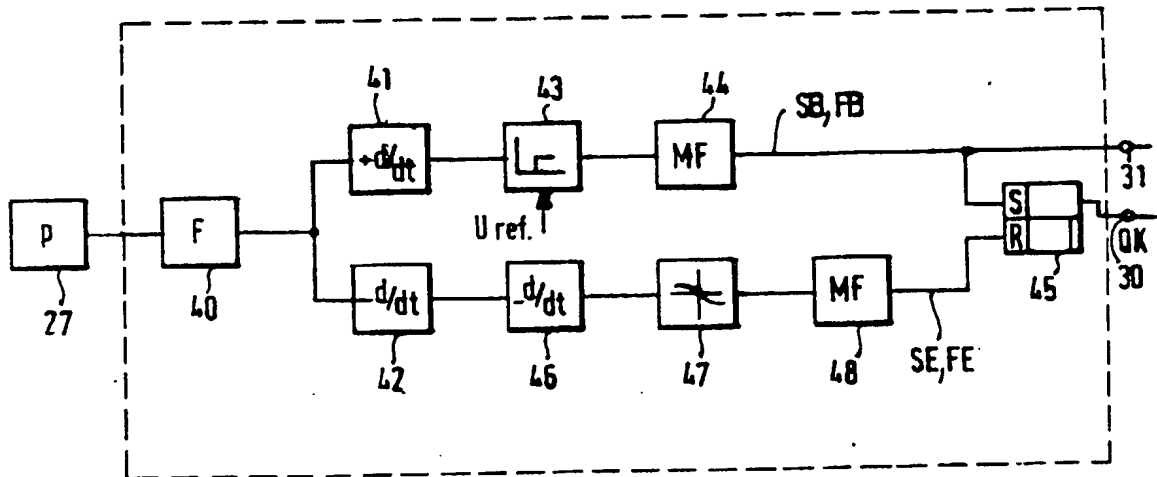 41
43
44
SB, FB
+d/dt
MF
31
P
F
U ref.
S
R
QK
30
45
27
40
-d/dt
-d/dt
MF
SE, FE
42
46
47
48